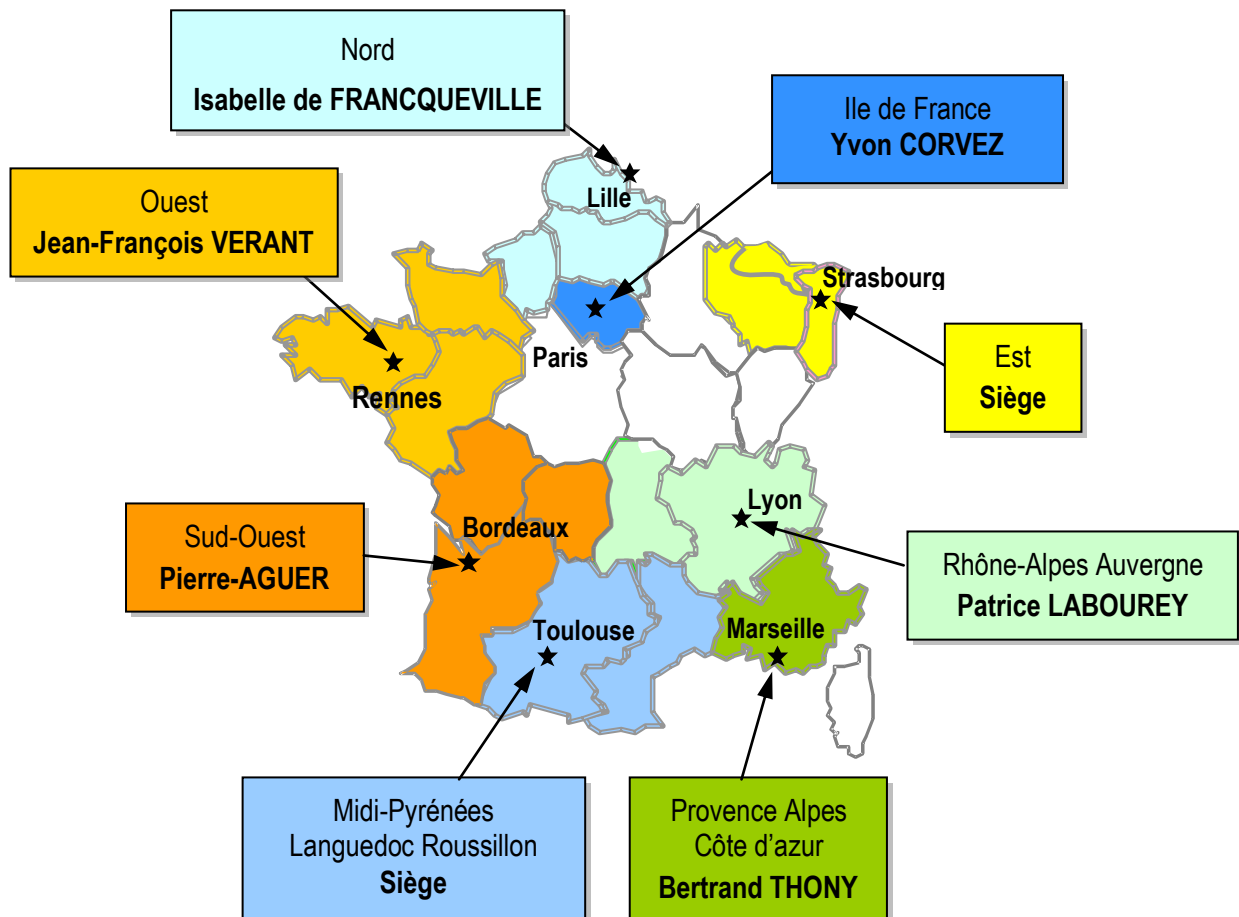 Nord
Isabelle de FRANCQUEVILLE
Ile de France
Yvon CORVEZ
Ouest
Jean-François VERANT
Lille
Strasbourg
Paris
Rennes
Est
Siège
Sud-Ouest
Pierre-AGUER
Bordeaux
Lyon
Rhône-Alpes Auvergne
Patrice LABOUREY
Toulouse
Marseille
Midi-Pyrénées
Languedoc Roussillon
Siège
Provence Alpes
Côte d'azur
Bertrand THONY